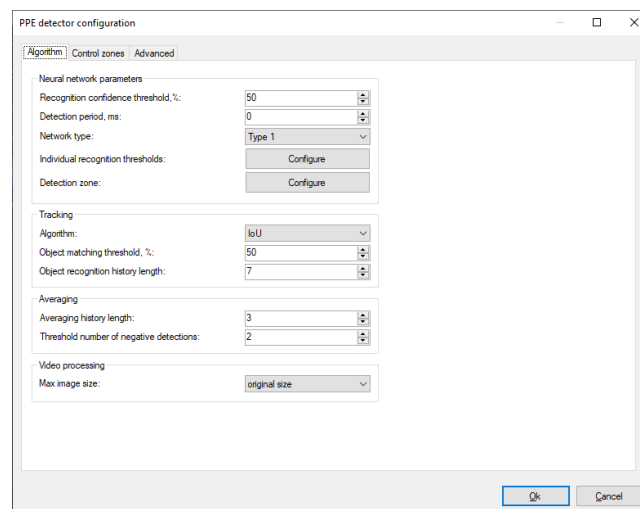 PPE detector configuration
Algorithm Control zones Advanced
Neural network parameters
Recognition confidence threshold,%: 50
Detection period, ms: 0
Network type: Type 1
Individual recognition thresholds: Configure
Detection zone: Configure
Tracking
Algorithm: IoU
Object matching threshold, %: 50
Object recognition history length: 7
Averaging
Averaging history length: 3
Threshold number of negative detections: 2
Video processing
Max image size: original size
Ok Cancel